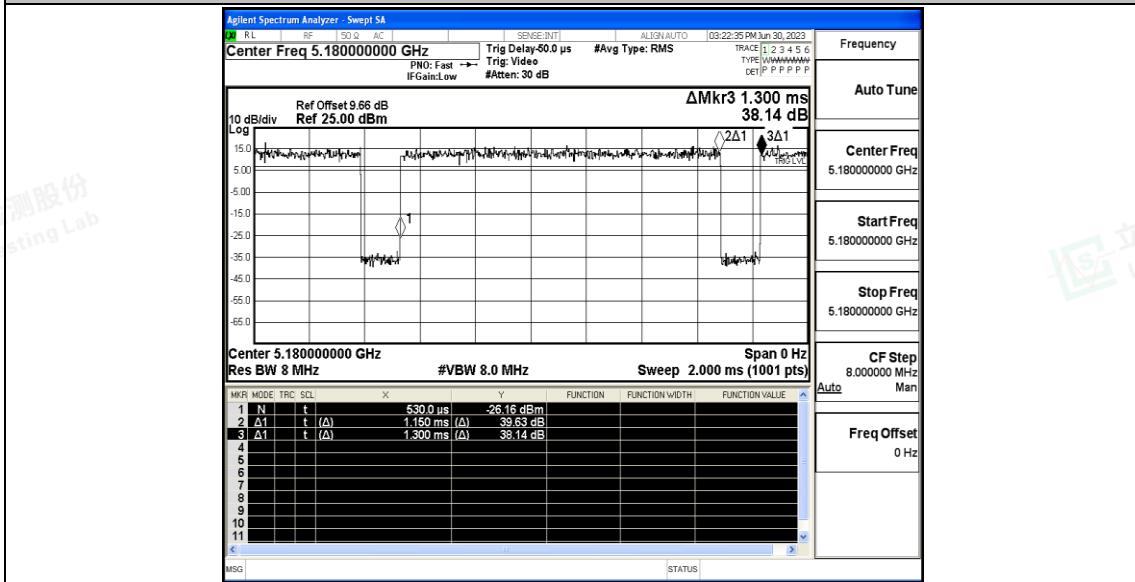 Agilent Spectrum Analyzer - Swept SA
LXI RL RF 50 Ω AC SENSE:INT ALIGN AUTO 03:22:35 PM Jun 30, 2023
Center Freq 5.180000000 GHz Trig Delay-50.0 µs #Avg Type: RMS TRACE 1 2 3 4 5 6
PNO: Fast Trig: Video TYPE WWWWWW
IFGain:Low #Atten: 30 dB DET P P P P P P
ΔMkr3 1.300 ms
Ref Offset 9.66 dB 38.14 dB
10 dB/div Ref 25.00 dBm
Log
2Δ1 3Δ1
15.0
TRIG LVL
5.00
-5.00
-15.0
1
-25.0
-35.0
-45.0
-55.0
-65.0
Center 5.180000000 GHz Span 0 Hz
Res BW 8 MHz #VBW 8.0 MHz Sweep 2.000 ms (1001 pts)
MKR MODE TRC SCL X Y FUNCTION FUNCTION WIDTH FUNCTION VALUE
1 N t 530.0 µs -26.16 dBm
2 Δ1 t (Δ) 1.150 ms (Δ) 39.63 dB
3 Δ1 t (Δ) 1.300 ms (Δ) 38.14 dB
4
5
6
7
8
9
10
11
MSG STATUS
Frequency
Auto Tune
Center Freq
5.180000000 GHz
Start Freq
5.180000000 GHz
Stop Freq
5.180000000 GHz
CF Step
8.000000 MHz
Auto Man
Freq Offset
0 Hz
测股份
sting Lab
立
LCS